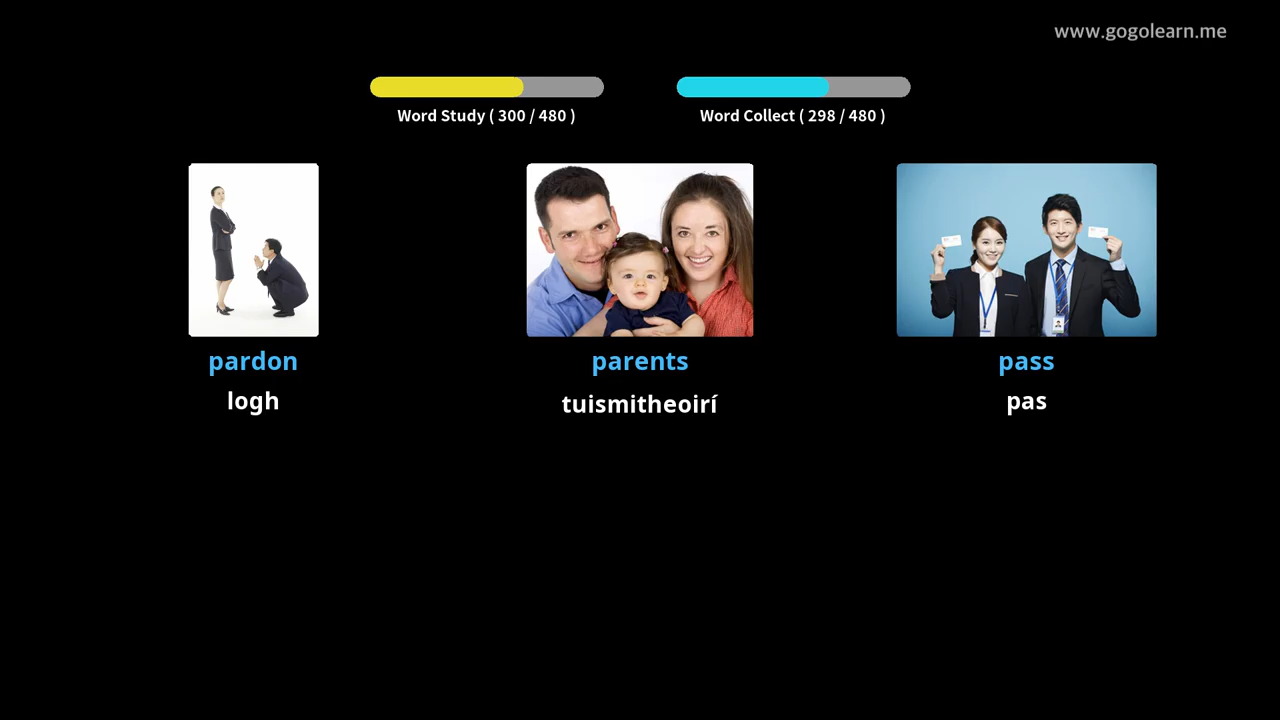 www.gogolearn.me
Word Study ( 300 / 480 )
Word Collect ( 298 / 480 )
pardon
logh
parents
tuismitheoirí
pass
pas